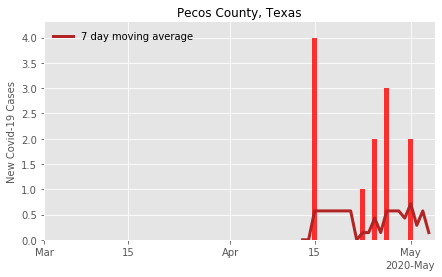 Pecos County, Texas
7 day moving average
New Covid-19 Cases
4.0
3.5
3.0
2.5
2.0
1.5
1.0
0.5
0.0
Mar 15 Apr 15 May
2020-May